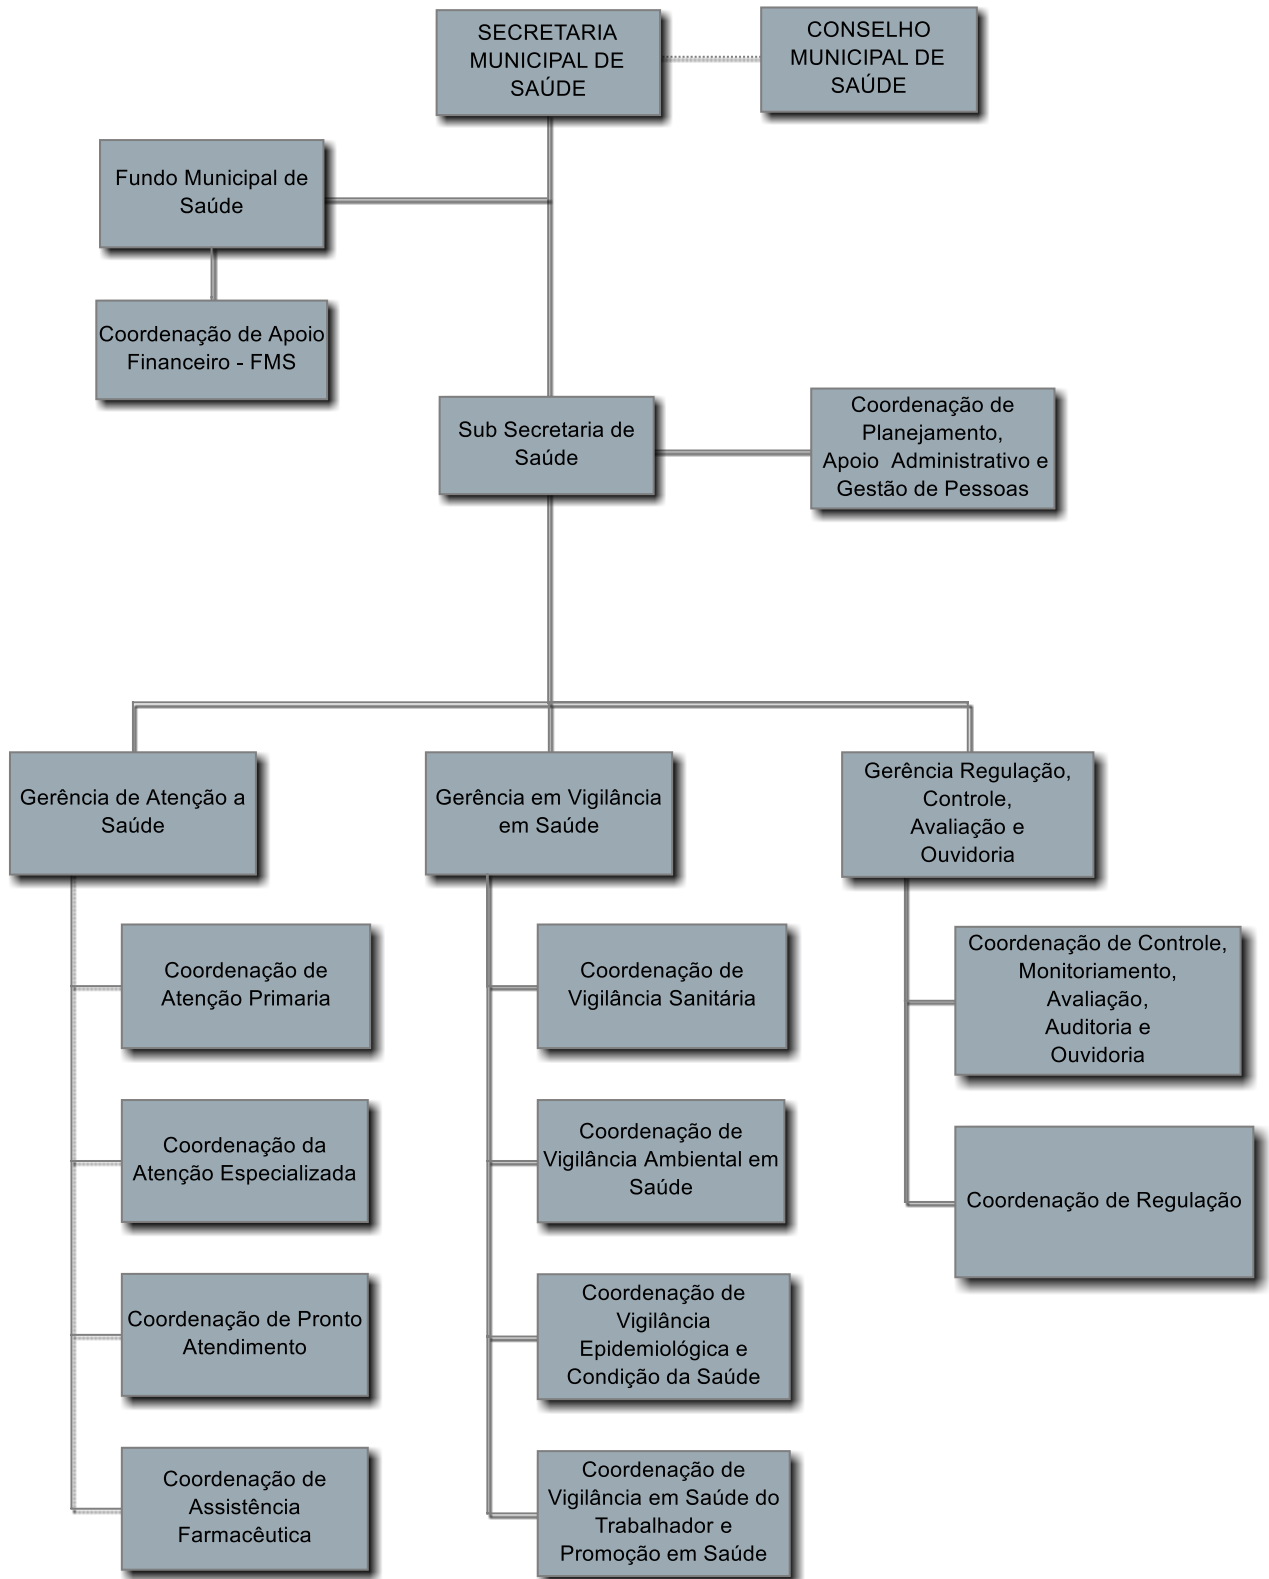 SECRETARIA
MUNICIPAL DE
SAÚDE
CONSELHO
MUNICIPAL DE
SAÚDE
Fundo Municipal de
Saúde
Coordenação de Apoio
Financeiro - FMS
Sub Secretaria de
Saúde
Coordenação de
Planejamento,
Apoio  Administrativo e
Gestão de Pessoas
Gerência de Atenção a
Saúde
Gerência em Vigilância
em Saúde
Gerência Regulação,
Controle,
Avaliação e
Ouvidoria
Coordenação de
Atenção Primaria
Coordenação da
Atenção Especializada
Coordenação de Pronto
Atendimento
Coordenação de
Assistência
Farmacêutica
Coordenação de
Vigilância Sanitária
Coordenação de
Vigilância Ambiental em
Saúde
Coordenação de
Vigilância
Epidemiológica e
Condição da Saúde
Coordenação de
Vigilância em Saúde do
Trabalhador e
Promoção em Saúde
Coordenação de Controle,
Monitoriamento,
Avaliação,
Auditoria e
Ouvidoria
Coordenação de Regulação